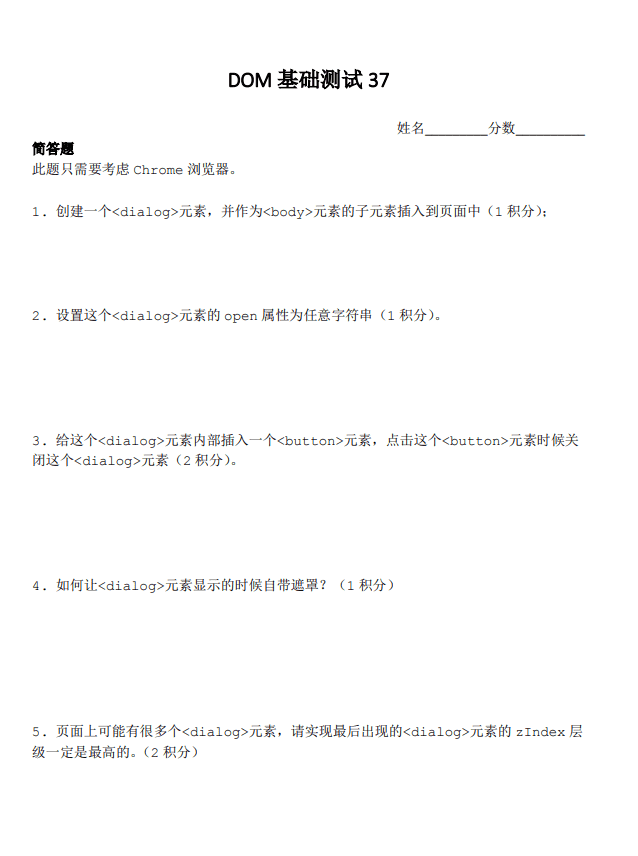 DOM 基础测试 37
姓名_________分数__________
简答题
此题只需要考虑 Chrome 浏览器。
1. 创建一个<dialog>元素，并作为<body>元素的子元素插入到页面中（1 积分）;
2. 设置这个<dialog>元素的 open 属性为任意字符串（1 积分）。
3. 给这个<dialog>元素内部插入一个<button>元素，点击这个<button>元素时候关
闭这个<dialog>元素（2 积分）。
4. 如何让<dialog>元素显示的时候自带遮罩？（1 积分）
5. 页面上可能有很多个<dialog>元素，请实现最后出现的<dialog>元素的 zIndex 层
级一定是最高的。（2 积分）